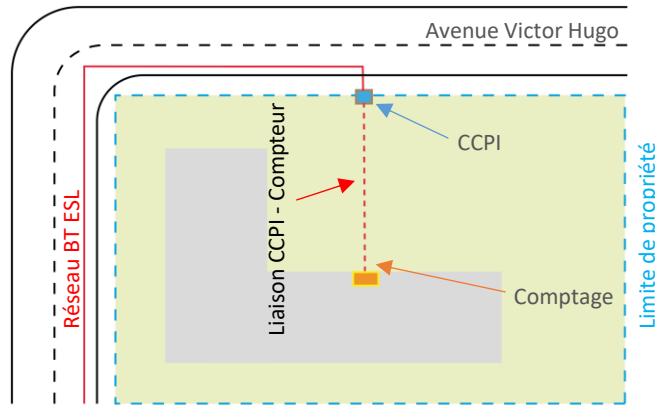 Avenue Victor Hugo
CCPI
Liaison CCPI - Compteur
Réseau BT ESL
Limite de propriété
Comptage